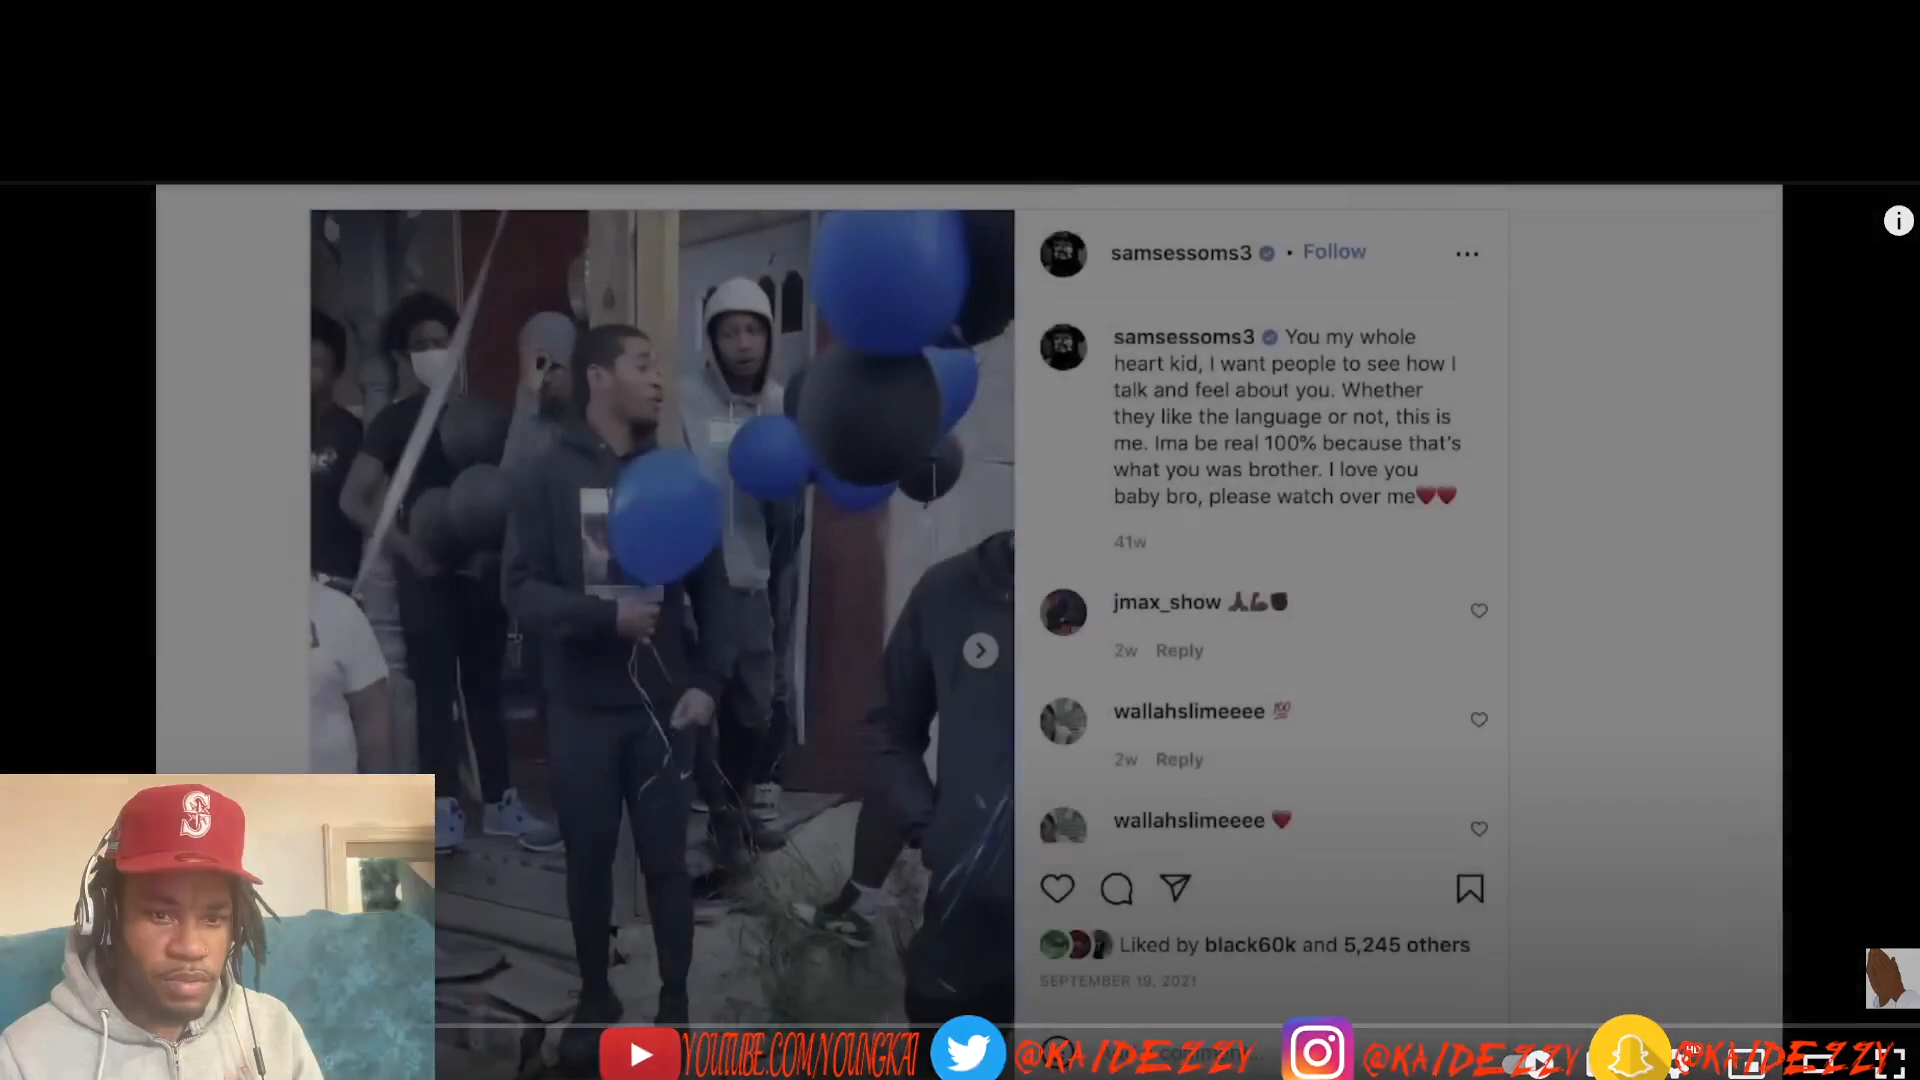 samsessoms3 • Follow
samsessoms3 You my whole
heart kid, I want people to see how I
talk and feel about you. Whether
they like the language or not, this is
me. Ima be real 100% because that's
what you was brother. I love you
baby bro, please watch over me❤️❤️
41w
jmax_show 🙏🏿💪🏿✊🏿
2w Reply
wallahslimeeee 💯
2w Reply
wallahslimeeee ❤️
Liked by black60k and 5,245 others
SEPTEMBER 19, 2021
S
YOUTUBE.COM/YOUNGKAI
@KAIDEZZY
@KAIDEZZY
@KAIDEZZY
HD